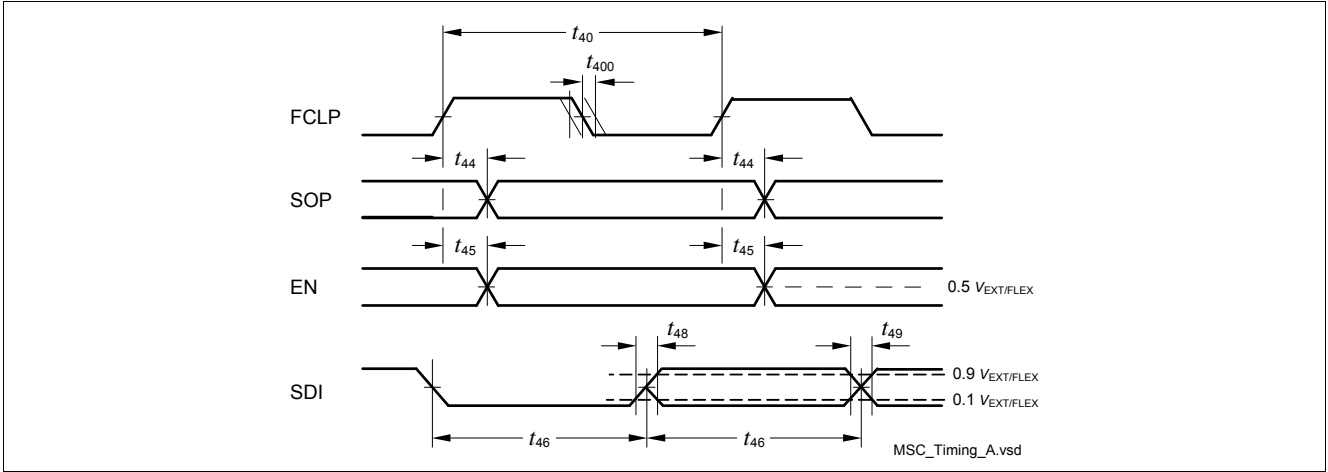 t40
t400
FCLP
t44 t44
SOP
t45 t45
EN
0.5 VEXT/FLEX
t48 t49
SDI
0.9 VEXT/FLEX
0.1 VEXT/FLEX
t46 t46
MSC_Timing_A.vsd